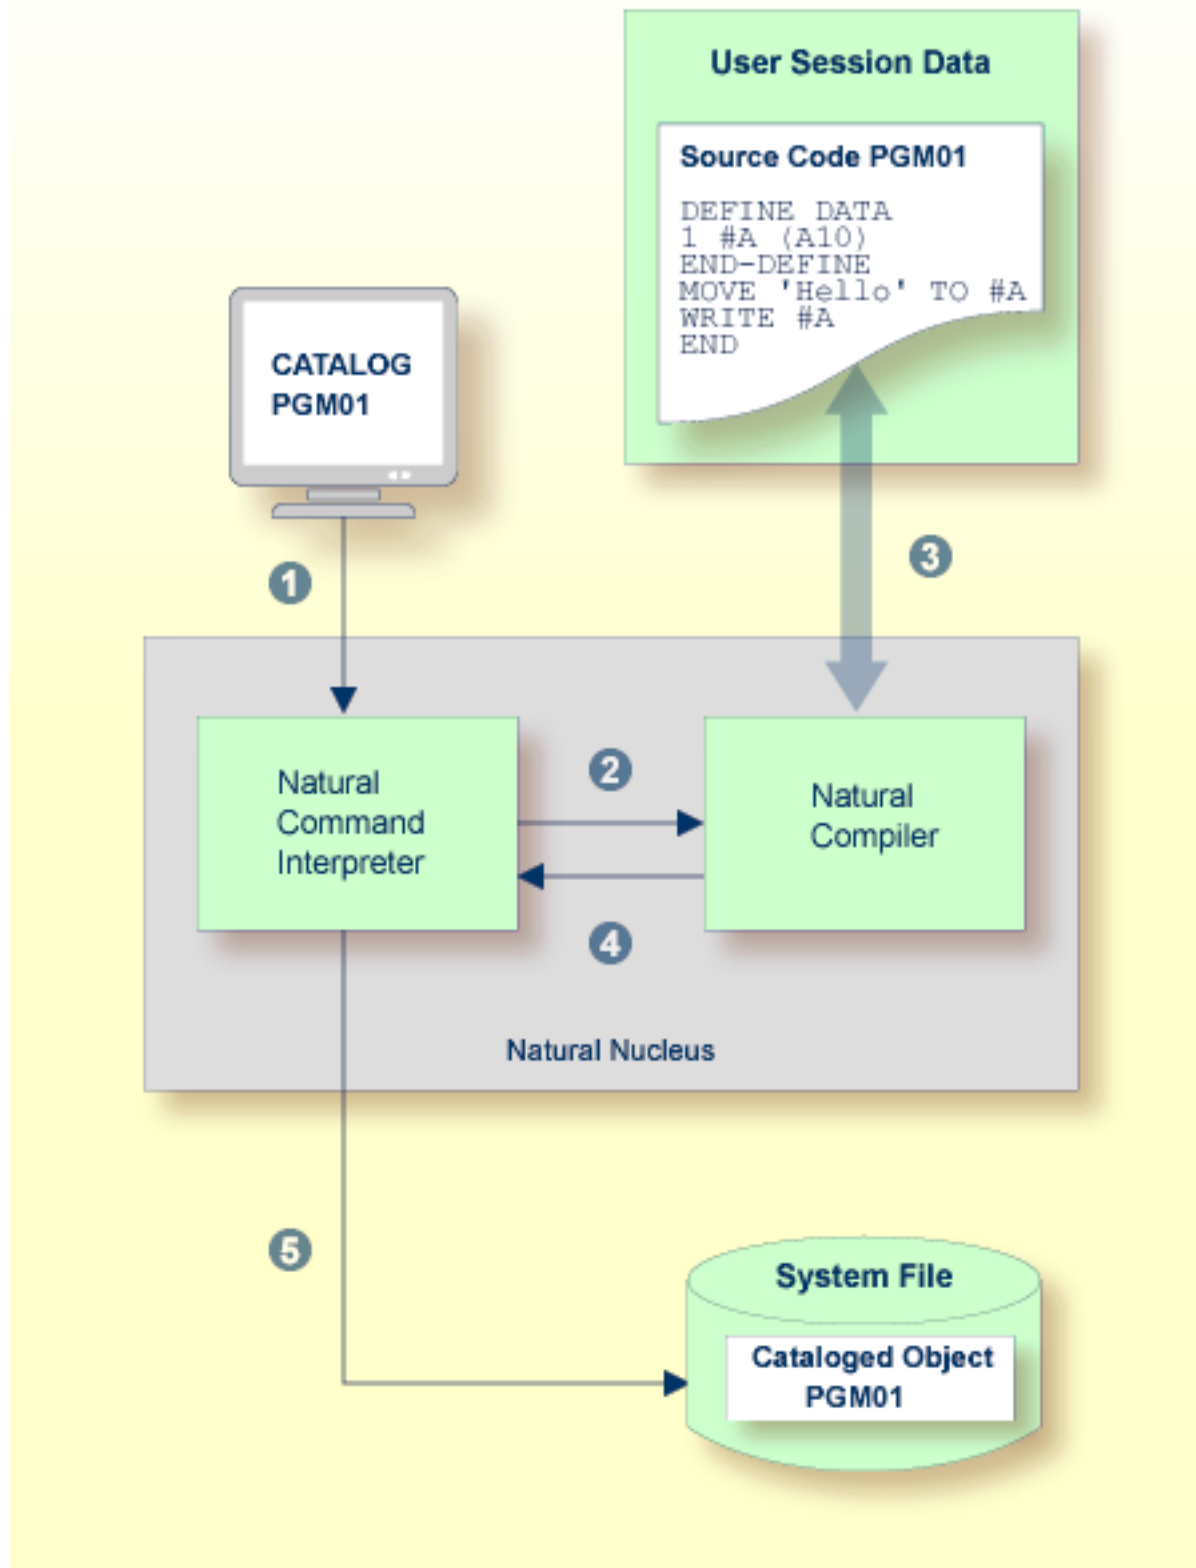 User Session Data
Source Code PGM01
DEFINE DATA
1 #A (A10)
END-DEFINE
MOVE 'Hello' TO #A
WRITE #A
END
CATALOG
PGM01
1
3
Natural
Command
Interpreter
2
4
Natural
Compiler
Natural Nucleus
5
System File
Cataloged Object
PGM01